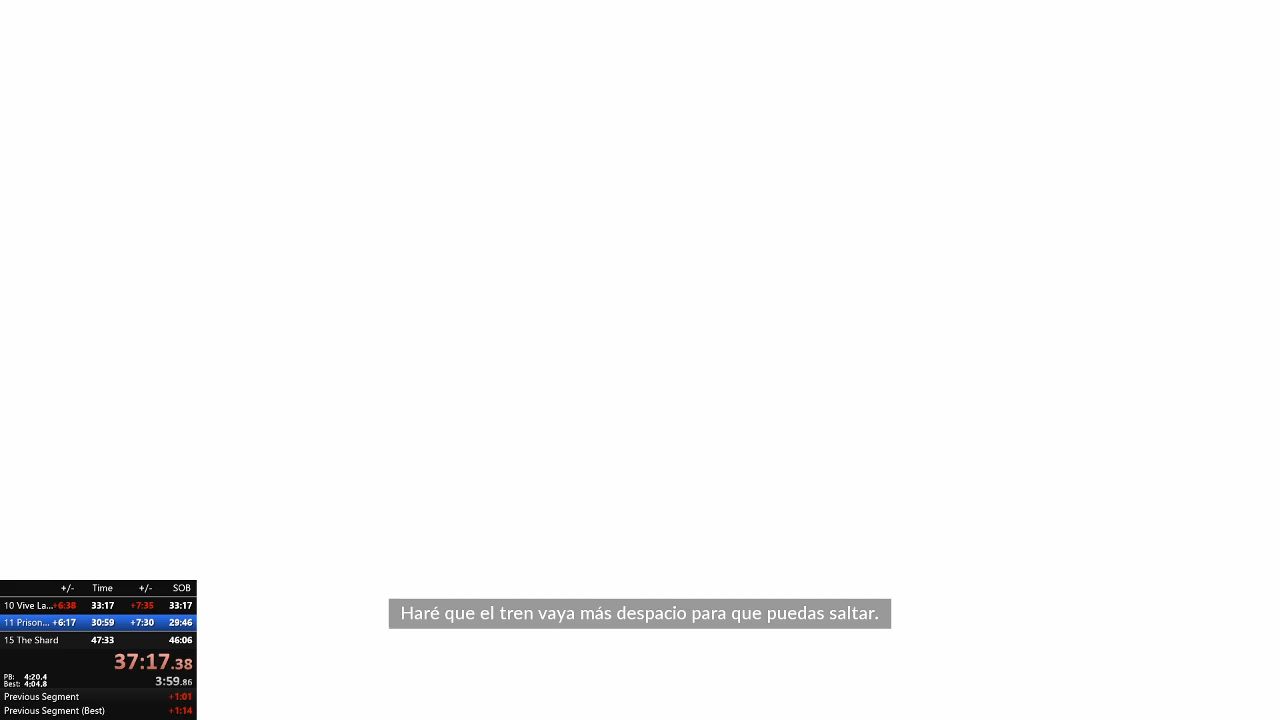 +/- Time +/- SOB
10 Vive La... +6:38 33:17 +7:35 33:17
11 Prison... +6:17 30:59 +7:30 29:46
15 The Shard 47:33 46:06
37:17.38
PB: 4:20.4
Best: 4:04.8
3:59.86
Previous Segment +1:01
Previous Segment (Best) +1:14
Haré que el tren vaya más despacio para que puedas saltar.